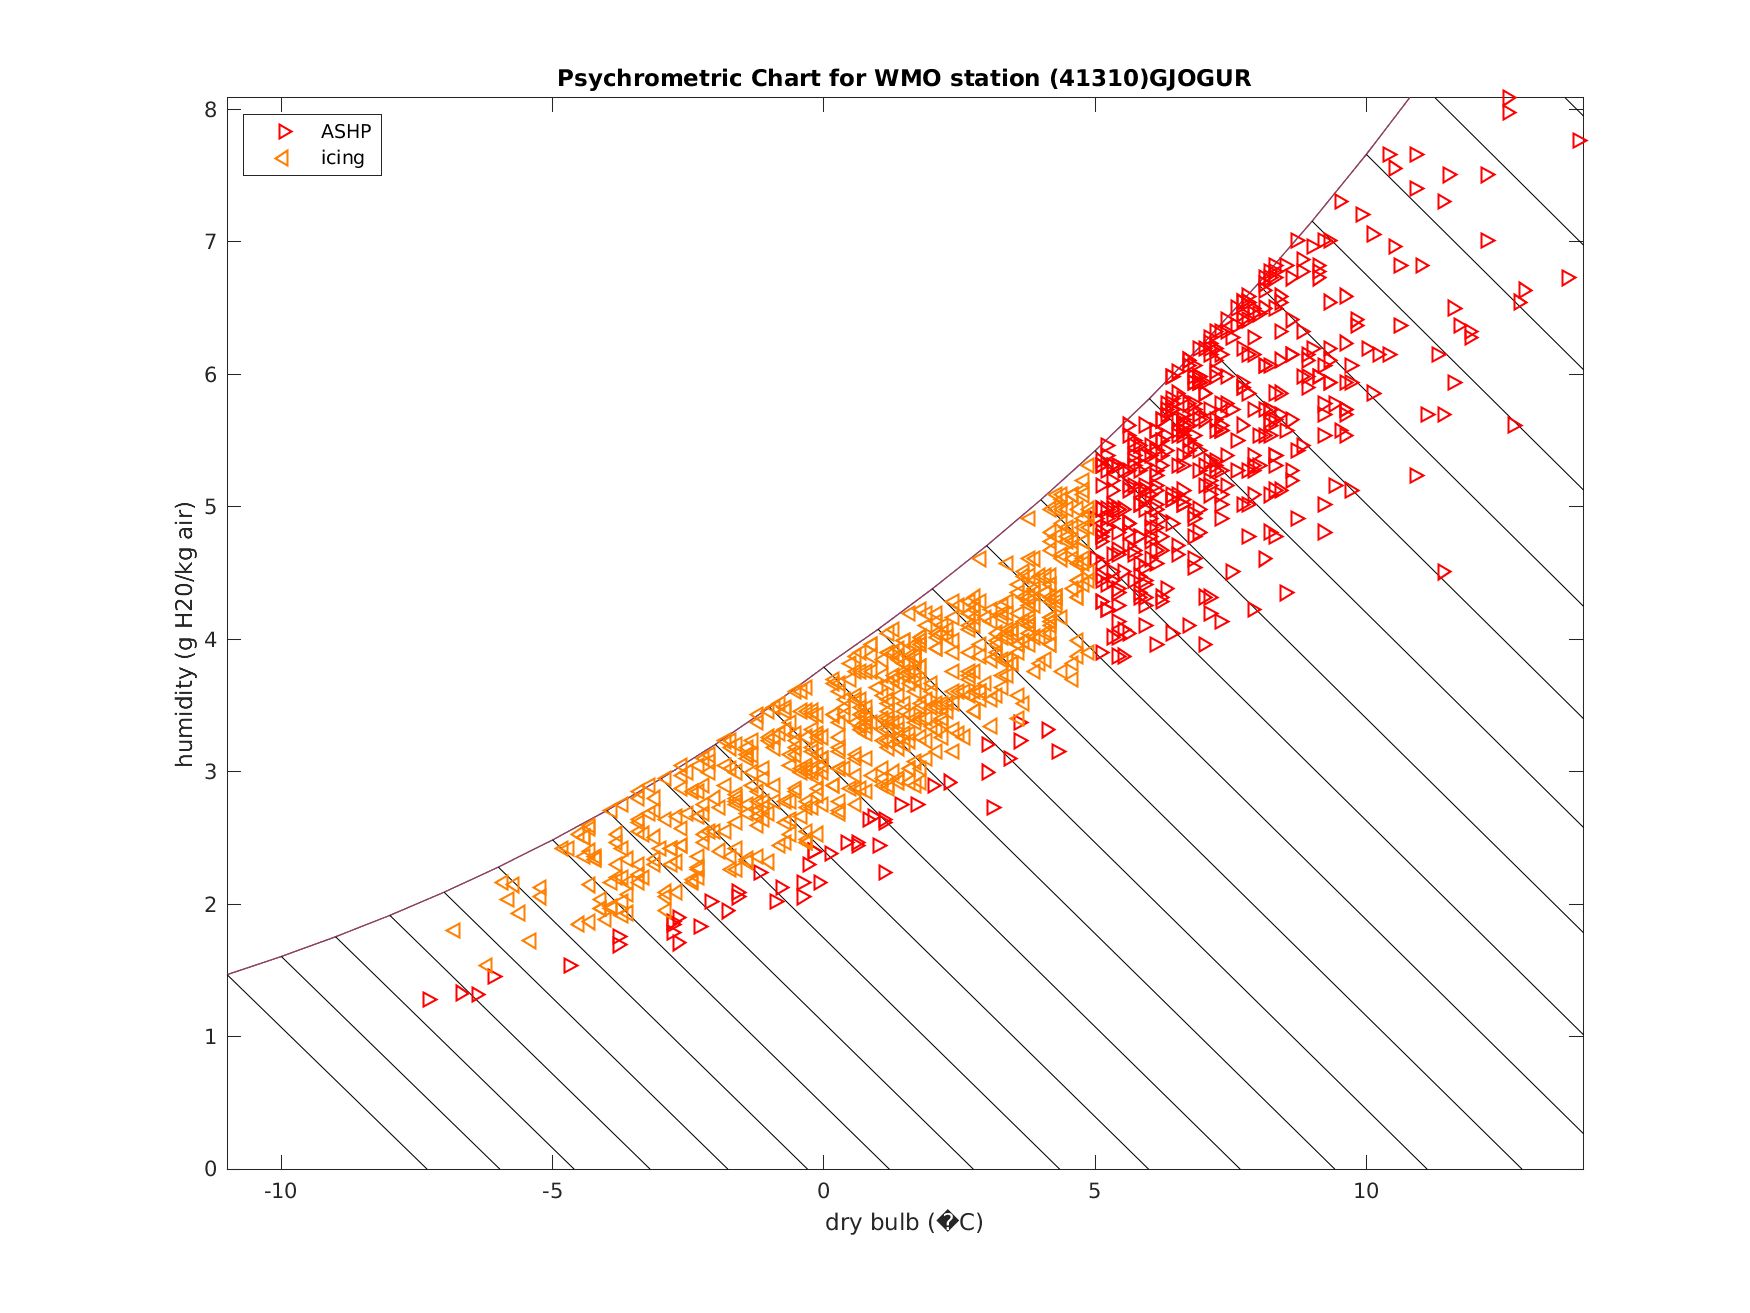 Psychrometric Chart for WMO station (41310)GJOGUR
ASHP
icing
8
7
6
5
4
3
2
1
0
humidity (g H20/kg air)
-10 -5 0 5 10
dry bulb (�C)